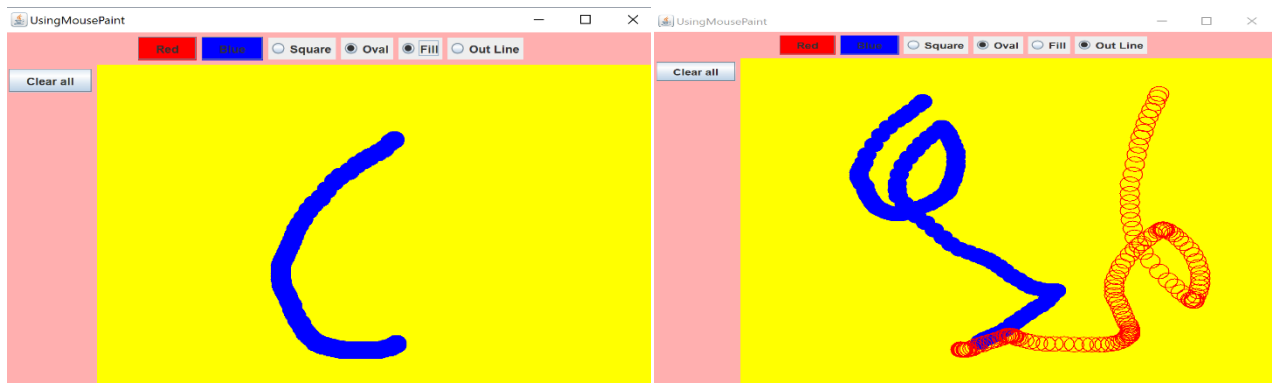 UsingMousePaint
Red Blue Square Oval Fill Out Line
Clear all
UsingMousePaint
Red Blue Square Oval Fill Out Line
Clear all